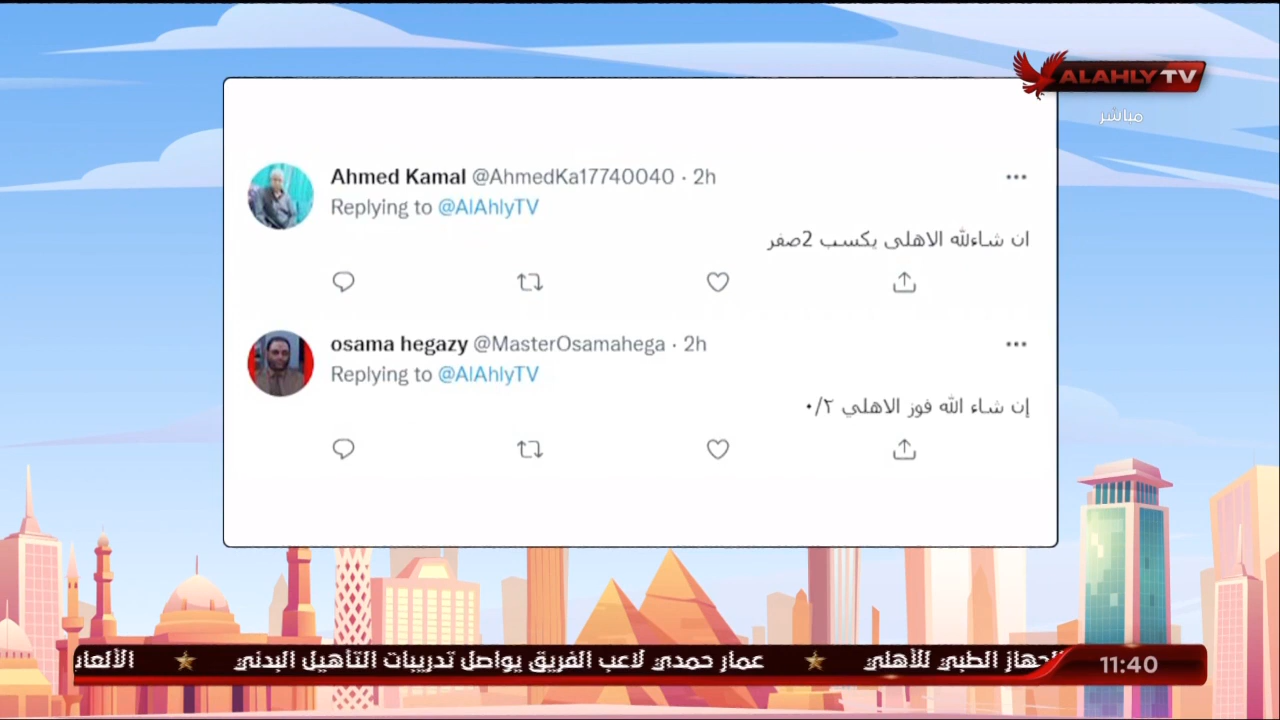 ALAHLY TV
مباشر
Ahmed Kamal @AhmedKa17740040 · 2h
Replying to @AlAhlyTV
ان شاءلله الاهلى يكسب 2صفر
osama hegazy @MasterOsamahega · 2h
Replying to @AlAhlyTV
إن شاء الله فوز الاهلي ٠/٢
الطبي للأهلي ★ عمار حمدي لاعب الفريق يواصل تدريبات التأهيل البدني ★
11:40